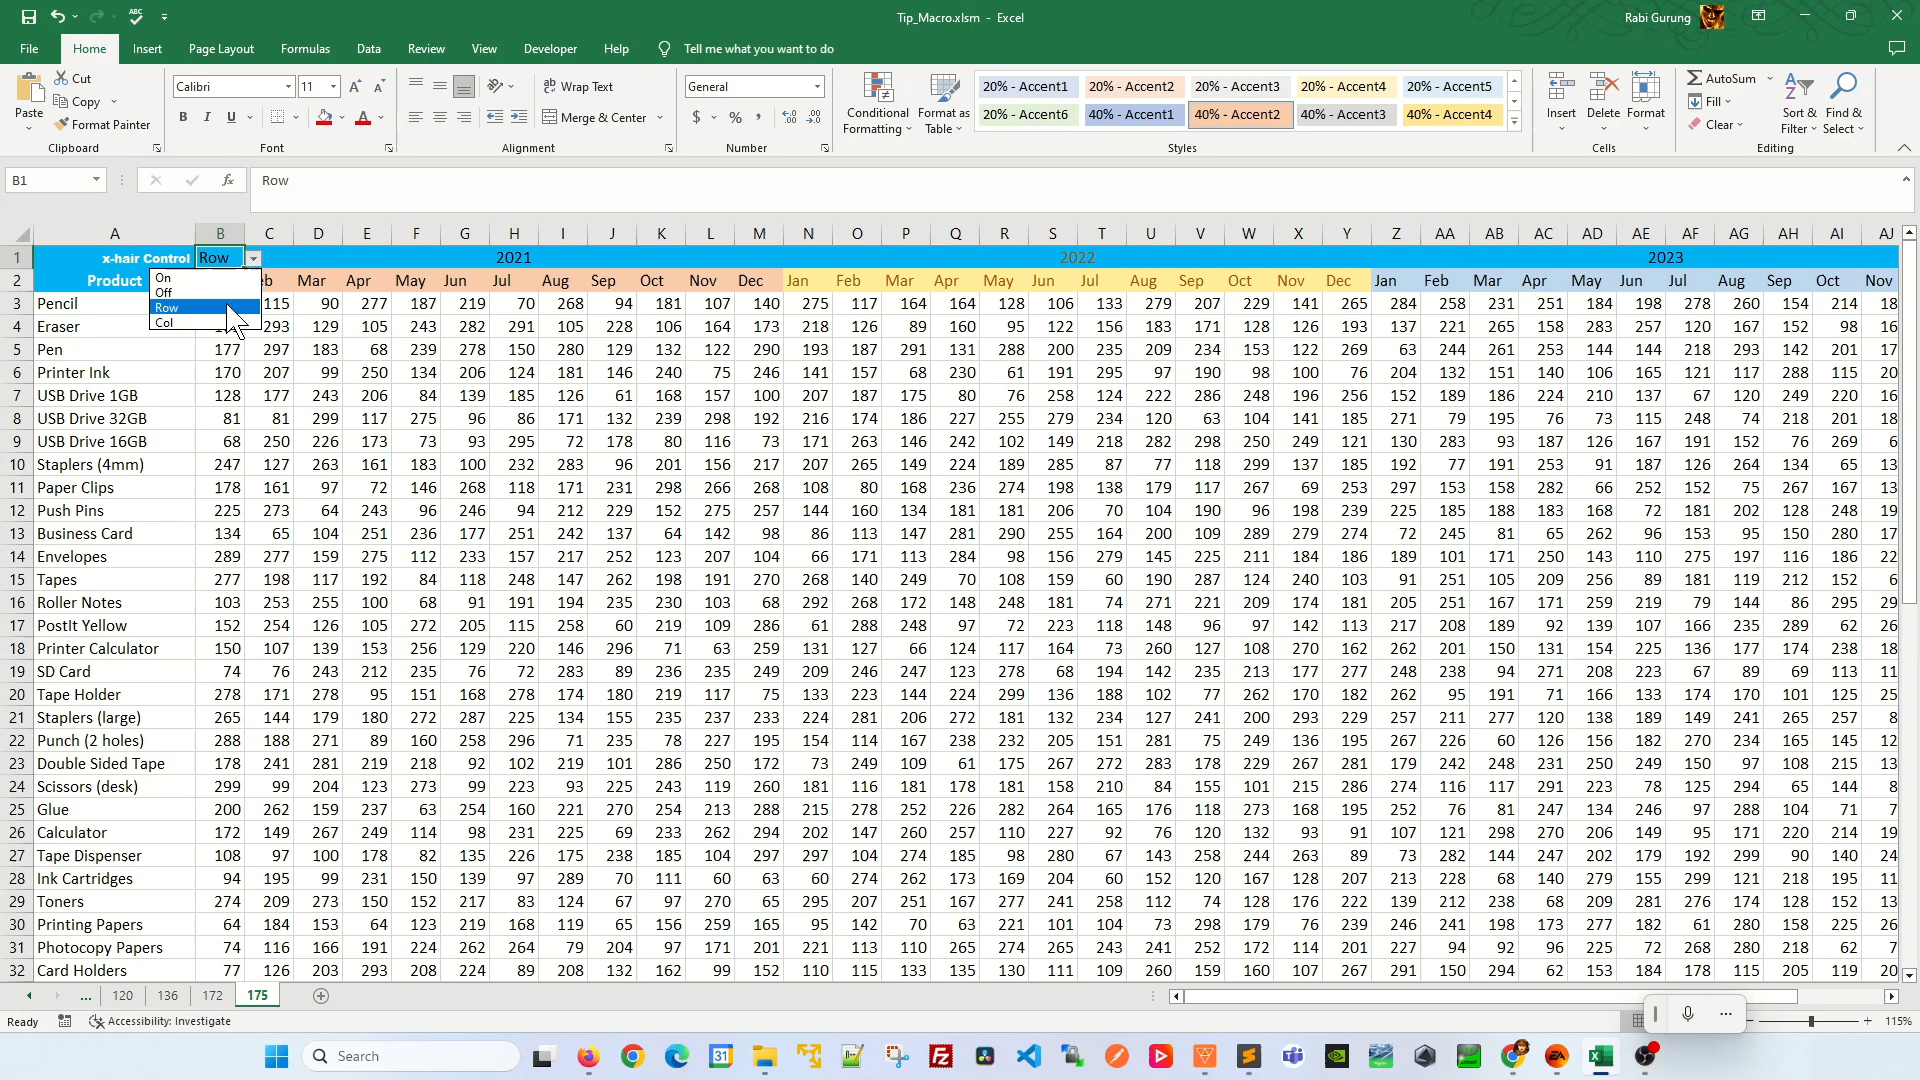 Tip_Macro.xlsm - Excel
Rabi Gurung
File Home Insert Page Layout Formulas Data Review View Developer Help Tell me what you want to do
Cut
Copy
Format Painter
Paste
Clipboard
Calibri 11
B I U
Font
Wrap Text
Merge & Center
Alignment
General
$ % ,
Number
Conditional Formatting
Format as Table
20% - Accent1 20% - Accent2 20% - Accent3 20% - Accent4 20% - Accent5
20% - Accent6 40% - Accent1 40% - Accent2 40% - Accent3 40% - Accent4
Styles
Insert Delete Format
Cells
AutoSum
Fill
Clear
Sort & Filter
Find & Select
Editing
B1 fx Row
A B C D E F G H I J K L M N O P Q R S T U V W X Y Z AA AB AC AD AE AF AG AH AI AJ
1 x-hair Control Row 2021 2022 2023
2 Product Mar Apr May Jun Jul Aug Sep Oct Nov Dec Jan Feb Mar Apr May Jun Jul Aug Sep Oct Nov Dec Jan Feb Mar Apr May Jun Jul Aug Sep Oct Nov
On
Off
Row
Col
3 Pencil 115 90 277 187 219 70 268 94 181 107 140 275 117 164 164 128 106 133 279 207 229 141 265 284 258 231 251 184 198 278 260 154 214 18
4 Eraser 293 129 105 243 282 291 105 228 106 164 173 218 126 89 160 95 122 156 183 171 128 126 193 137 221 265 158 283 257 120 167 152 98 16
5 Pen 177 297 183 68 239 278 150 280 129 132 122 290 193 187 291 131 288 200 235 209 234 153 122 269 63 244 261 253 144 144 218 293 142 201 17
6 Printer Ink 170 207 99 250 134 206 124 181 146 240 75 246 141 157 68 230 61 191 295 97 190 98 100 76 204 132 151 140 106 165 121 117 288 115 20
7 USB Drive 1GB 128 177 243 206 84 139 185 126 61 168 157 100 207 187 175 80 76 258 124 222 286 248 196 256 152 189 186 224 210 137 67 120 249 220 16
8 USB Drive 32GB 81 81 299 117 275 96 86 171 132 239 298 192 216 174 186 227 255 279 234 120 63 104 141 185 271 79 195 76 73 115 248 74 218 201 18
9 USB Drive 16GB 68 250 226 173 73 93 295 72 178 80 116 73 171 263 146 242 102 149 218 282 298 250 249 121 130 283 93 187 126 167 191 152 76 269 6
10 Staplers (4mm) 247 127 263 161 183 100 232 283 96 201 156 217 207 265 149 224 189 285 87 77 118 299 137 185 192 77 191 253 91 187 126 264 134 65 13
11 Paper Clips 178 161 97 72 146 268 118 171 231 298 266 268 108 80 168 236 274 198 138 179 117 267 69 253 297 153 158 282 66 252 152 75 267 167 13
12 Push Pins 225 273 64 243 96 246 94 212 229 152 275 257 144 160 134 181 181 206 70 104 190 96 198 239 225 185 188 183 168 72 181 202 128 248 19
13 Business Card 134 65 104 251 236 177 251 242 137 64 142 98 86 113 147 281 290 255 164 200 109 289 279 274 72 245 81 65 262 96 153 95 150 280 17
14 Envelopes 289 277 159 275 112 233 157 217 252 123 207 104 66 171 113 284 98 156 279 145 225 211 184 186 189 101 171 250 143 110 275 197 116 186 22
15 Tapes 277 198 117 192 84 118 248 147 262 198 191 270 268 140 249 70 108 159 60 190 287 124 240 103 91 251 105 209 256 89 181 119 212 152 6
16 Roller Notes 103 253 255 100 68 91 191 194 235 230 103 68 292 268 172 148 248 181 74 271 221 209 174 181 205 251 167 171 259 219 79 144 86 295 29
17 PostIt Yellow 152 254 126 105 272 205 115 258 60 219 109 286 61 288 248 97 72 223 118 148 96 97 142 113 217 208 189 92 139 107 166 235 289 62 26
18 Printer Calculator 150 107 139 153 256 129 220 146 296 71 63 259 131 127 66 124 117 164 73 260 127 108 270 162 262 201 150 131 154 225 136 177 174 238 18
19 SD Card 74 76 243 212 235 76 72 283 89 236 235 249 209 246 247 123 278 68 194 142 235 213 177 177 248 238 94 271 208 223 67 89 69 113 11
20 Tape Holder 278 171 278 95 151 168 278 174 180 219 117 75 133 223 144 224 299 136 188 102 77 262 170 182 262 95 191 71 166 133 174 170 101 125 25
21 Staplers (large) 265 144 179 180 272 287 225 134 155 235 237 233 224 281 206 272 181 132 234 127 241 200 293 229 257 211 277 120 138 189 149 241 265 257 8
22 Punch (2 holes) 288 188 271 89 160 258 296 71 235 78 227 195 154 114 167 238 232 205 151 281 75 249 136 195 267 226 60 126 156 182 270 234 165 145 12
23 Double Sided Tape 178 241 281 219 218 92 102 219 101 286 250 172 73 249 109 61 175 267 272 283 178 229 267 281 179 242 248 231 250 249 150 97 108 215 13
24 Scissors (desk) 299 99 204 123 273 99 223 93 225 243 119 260 181 116 181 178 181 158 210 84 155 101 215 286 274 116 117 291 223 78 125 294 65 144 8
25 Glue 200 262 159 237 63 254 160 221 270 254 213 288 215 278 252 226 282 264 165 176 118 273 168 195 252 76 81 247 134 246 97 288 104 71 7
26 Calculator 172 149 267 249 114 98 231 225 69 233 262 294 202 147 260 257 110 227 92 76 120 132 93 91 107 121 298 270 206 149 95 171 220 214 19
27 Tape Dispenser 108 97 100 178 82 135 226 175 238 185 104 297 297 104 274 185 98 280 67 143 258 244 263 89 73 282 144 247 202 179 192 299 90 140 24
28 Ink Cartridges 94 195 99 231 150 139 97 289 70 111 60 63 60 274 262 173 169 204 60 152 120 167 128 207 213 228 68 140 279 155 299 121 218 195 11
29 Toners 274 209 273 150 152 217 83 124 67 97 270 65 295 207 251 167 277 241 258 112 74 128 176 222 139 212 238 68 209 281 276 174 128 152 13
30 Printing Papers 64 184 153 64 123 219 168 119 65 156 259 165 95 142 70 63 221 101 104 73 298 179 76 239 246 241 198 173 277 182 61 280 158 225 26
31 Photocopy Papers 74 116 166 191 224 262 264 79 204 97 171 201 221 113 110 265 274 265 243 241 252 172 114 201 227 94 92 96 225 72 268 280 218 62 7
32 Card Holders 77 126 203 293 208 224 89 208 132 162 99 152 110 115 133 135 130 111 109 260 159 160 107 267 291 150 294 62 153 184 178 115 205 119 20
... 120 136 172 175
Ready Accessibility: Investigate 115%
Search